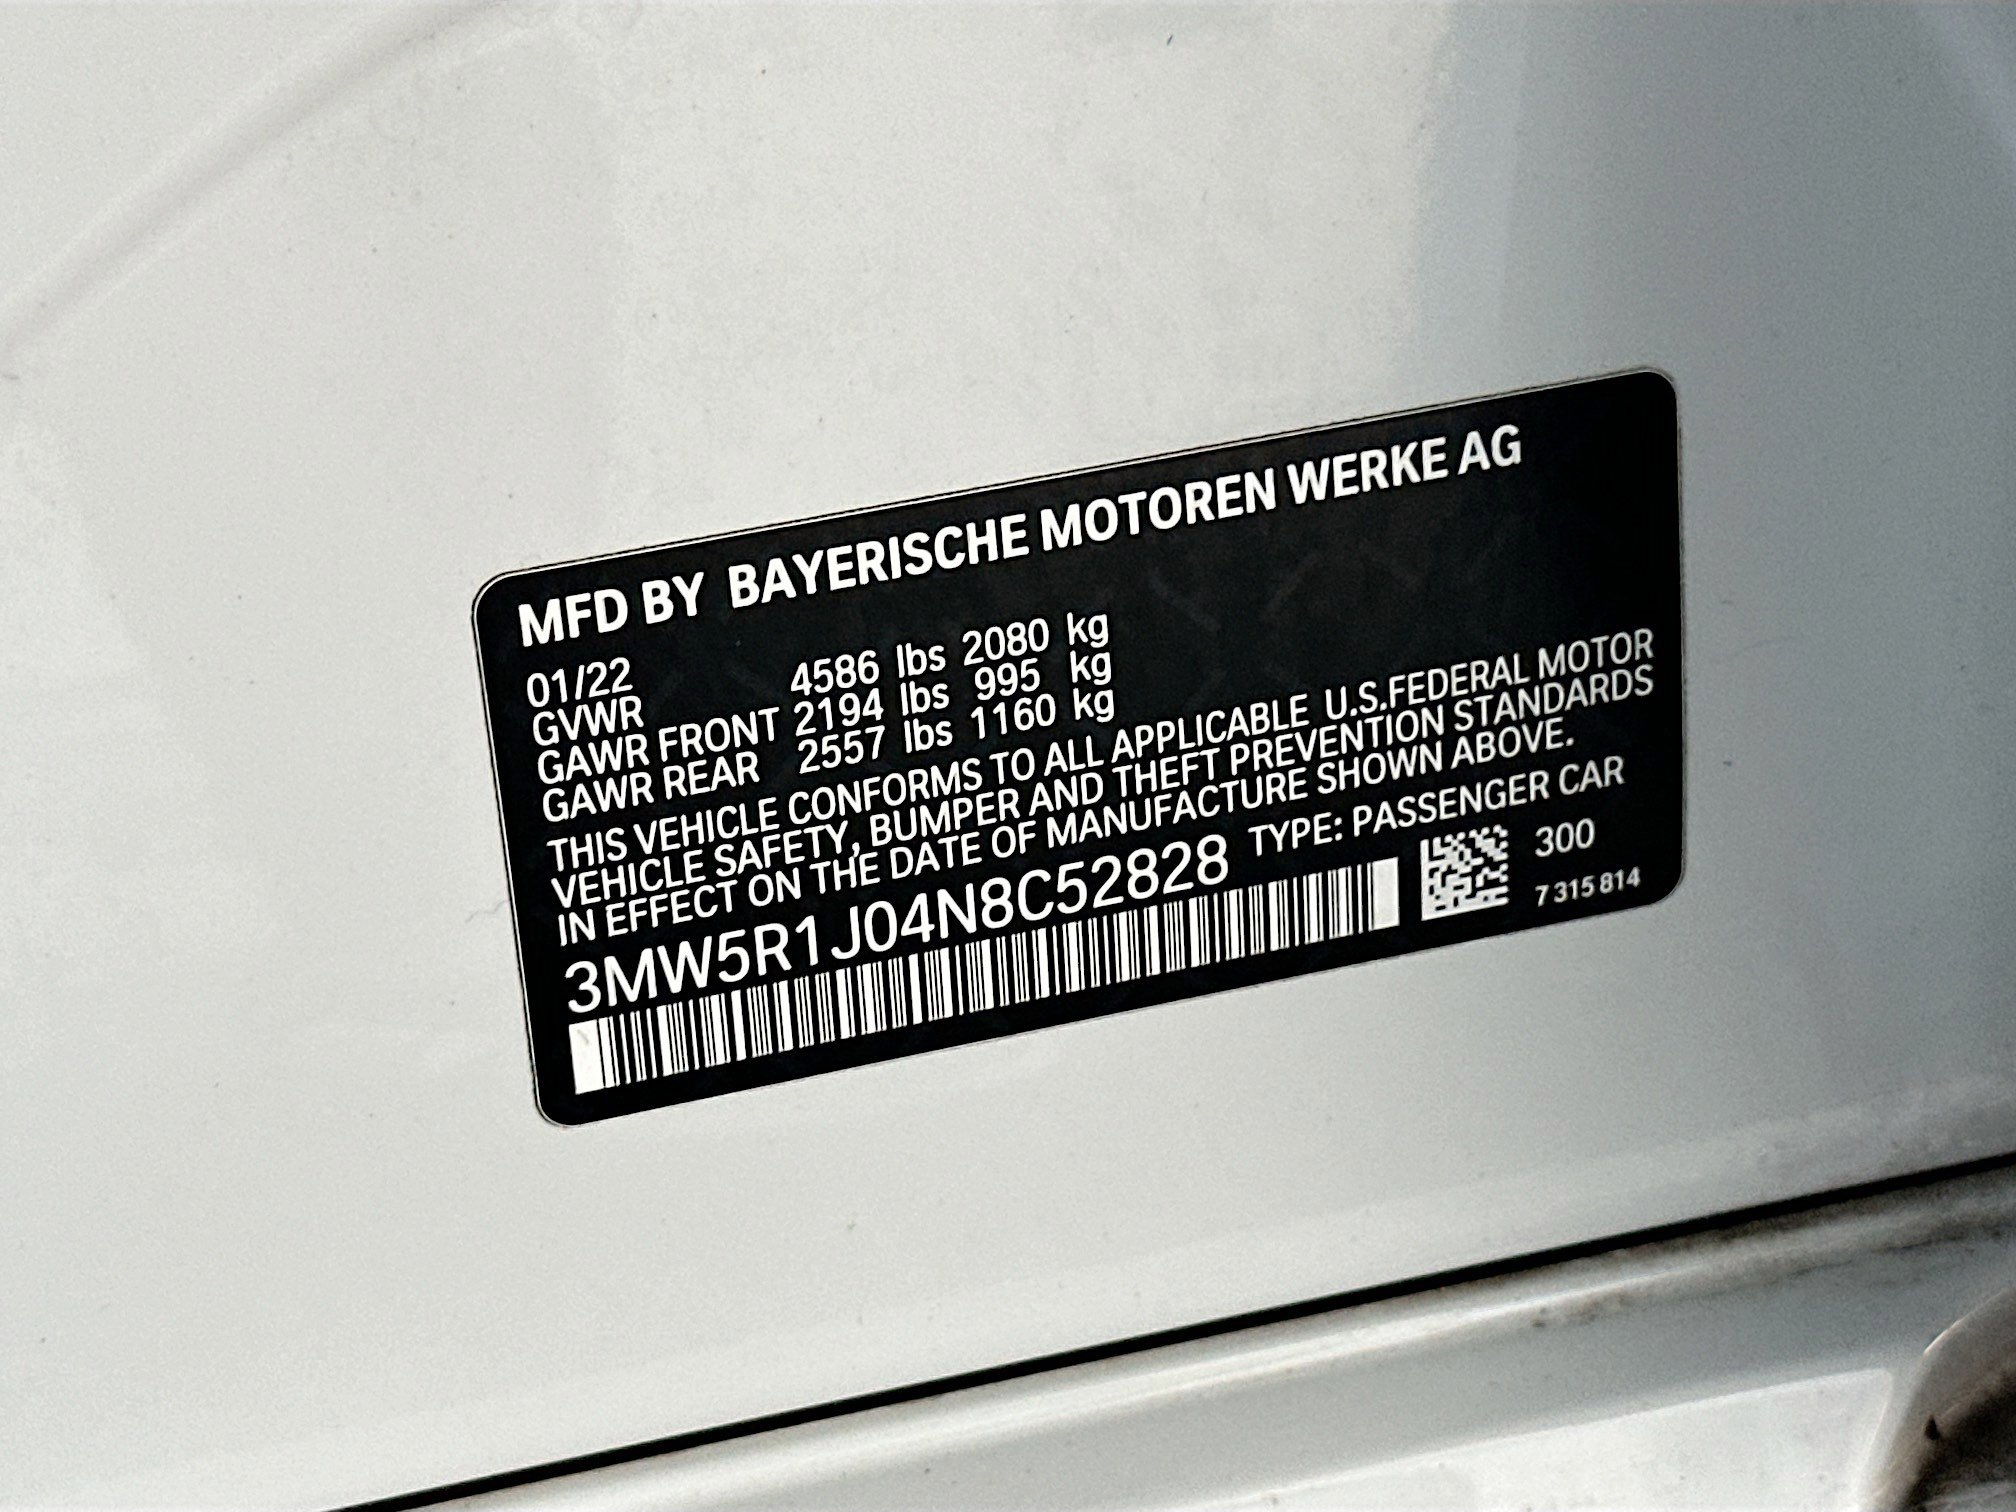 MFD BY BAYERISCHE MOTOREN WERKE AG
01/22
GVWR 4586 lbs 2080 kg
GAWR FRONT 2194 lbs 995 kg
GAWR REAR 2557 lbs 1160 kg
THIS VEHICLE CONFORMS TO ALL APPLICABLE U.S.FEDERAL MOTOR
VEHICLE SAFETY, BUMPER AND THEFT PREVENTION STANDARDS
IN EFFECT ON THE DATE OF MANUFACTURE SHOWN ABOVE.
3MW5R1J04N8C52828 TYPE: PASSENGER CAR
300
7 315 814